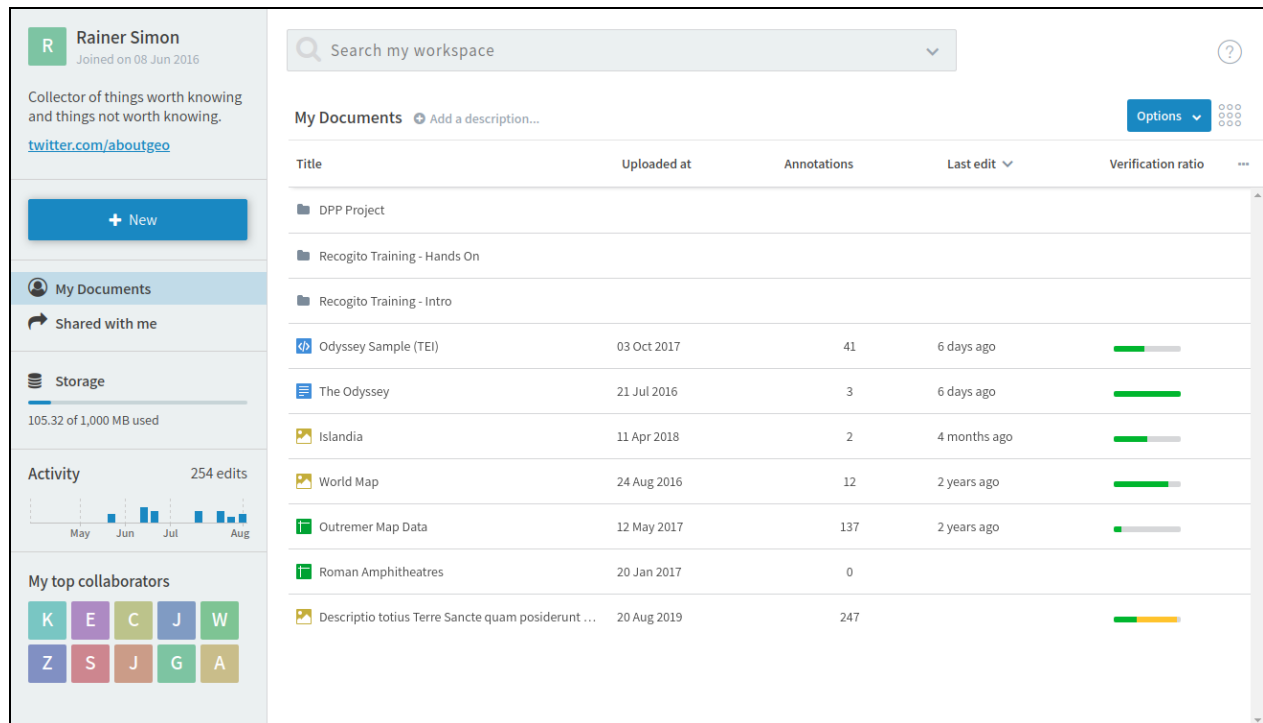 R
Rainer Simon
Joined on 08 Jun 2016
Collector of things worth knowing
and things not worth knowing.
twitter.com/aboutgeo
+ New
My Documents
Shared with me
Storage
105.32 of 1,000 MB used
Activity 254 edits
May Jun Jul Aug
My top collaborators
K E C J W
Z S J G A
Search my workspace
?
My Documents + Add a description...
Options
Title Uploaded at Annotations Last edit Verification ratio ...
DPP Project
Recogito Training - Hands On
Recogito Training - Intro
Odyssey Sample (TEI) 03 Oct 2017 41 6 days ago
The Odyssey 21 Jul 2016 3 6 days ago
Islandia 11 Apr 2018 2 4 months ago
World Map 24 Aug 2016 12 2 years ago
Outremer Map Data 12 May 2017 137 2 years ago
Roman Amphitheatres 20 Jan 2017 0
Descriptio totius Terre Sancte quam posiderunt ... 20 Aug 2019 247